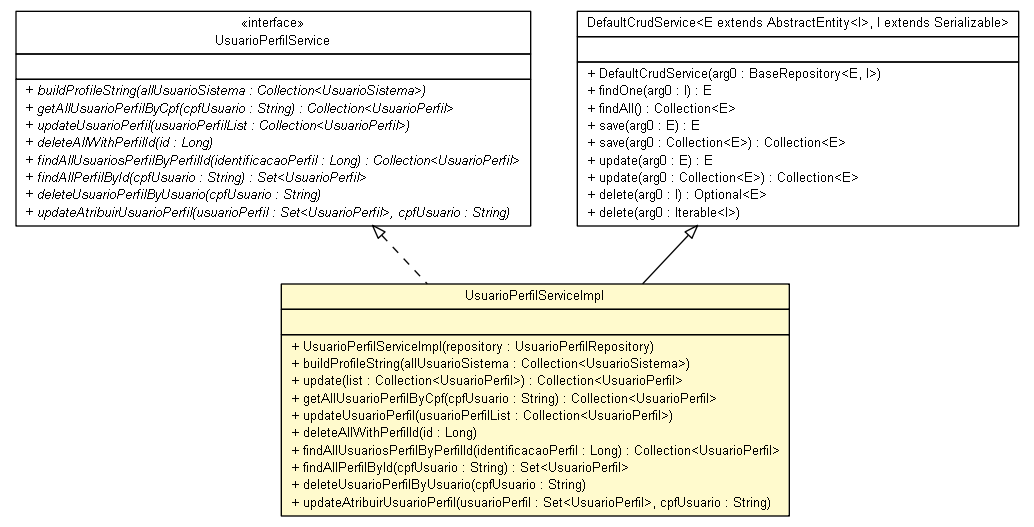 «interface»
UsuarioPerfilService
+ buildProfileString(allUsuarioSistema : Collection<UsuarioSistema>)
+ getAllUsuarioPerfilByCpf(cpfUsuario : String) : Collection<UsuarioPerfil>
+ updateUsuarioPerfil(usuarioPerfilList : Collection<UsuarioPerfil>)
+ deleteAllWithPerfilId(id : Long)
+ findAllUsuariosPerfilByPerfilId(identificacaoPerfil : Long) : Collection<UsuarioPerfil>
+ findAllPerfilById(cpfUsuario : String) : Set<UsuarioPerfil>
+ deleteUsuarioPerfilByUsuario(cpfUsuario : String)
+ updateAtribuirUsuarioPerfil(usuarioPerfil : Set<UsuarioPerfil>, cpfUsuario : String)
DefaultCrudService<E extends AbstractEntity<I>, I extends Serializable>
+ DefaultCrudService(arg0 : BaseRepository<E, I>)
+ findOne(arg0 : I) : E
+ findAll() : Collection<E>
+ save(arg0 : E) : E
+ save(arg0 : Collection<E>) : Collection<E>
+ update(arg0 : E) : E
+ update(arg0 : Collection<E>) : Collection<E>
+ delete(arg0 : I) : Optional<E>
+ delete(arg0 : Iterable<I>)
UsuarioPerfilServiceImpl
+ UsuarioPerfilServiceImpl(repository : UsuarioPerfilRepository)
+ buildProfileString(allUsuarioSistema : Collection<UsuarioSistema>)
+ update(list : Collection<UsuarioPerfil>) : Collection<UsuarioPerfil>
+ getAllUsuarioPerfilByCpf(cpfUsuario : String) : Collection<UsuarioPerfil>
+ updateUsuarioPerfil(usuarioPerfilList : Collection<UsuarioPerfil>)
+ deleteAllWithPerfilId(id : Long)
+ findAllUsuariosPerfilByPerfilId(identificacaoPerfil : Long) : Collection<UsuarioPerfil>
+ findAllPerfilById(cpfUsuario : String) : Set<UsuarioPerfil>
+ deleteUsuarioPerfilByUsuario(cpfUsuario : String)
+ updateAtribuirUsuarioPerfil(usuarioPerfil : Set<UsuarioPerfil>, cpfUsuario : String)